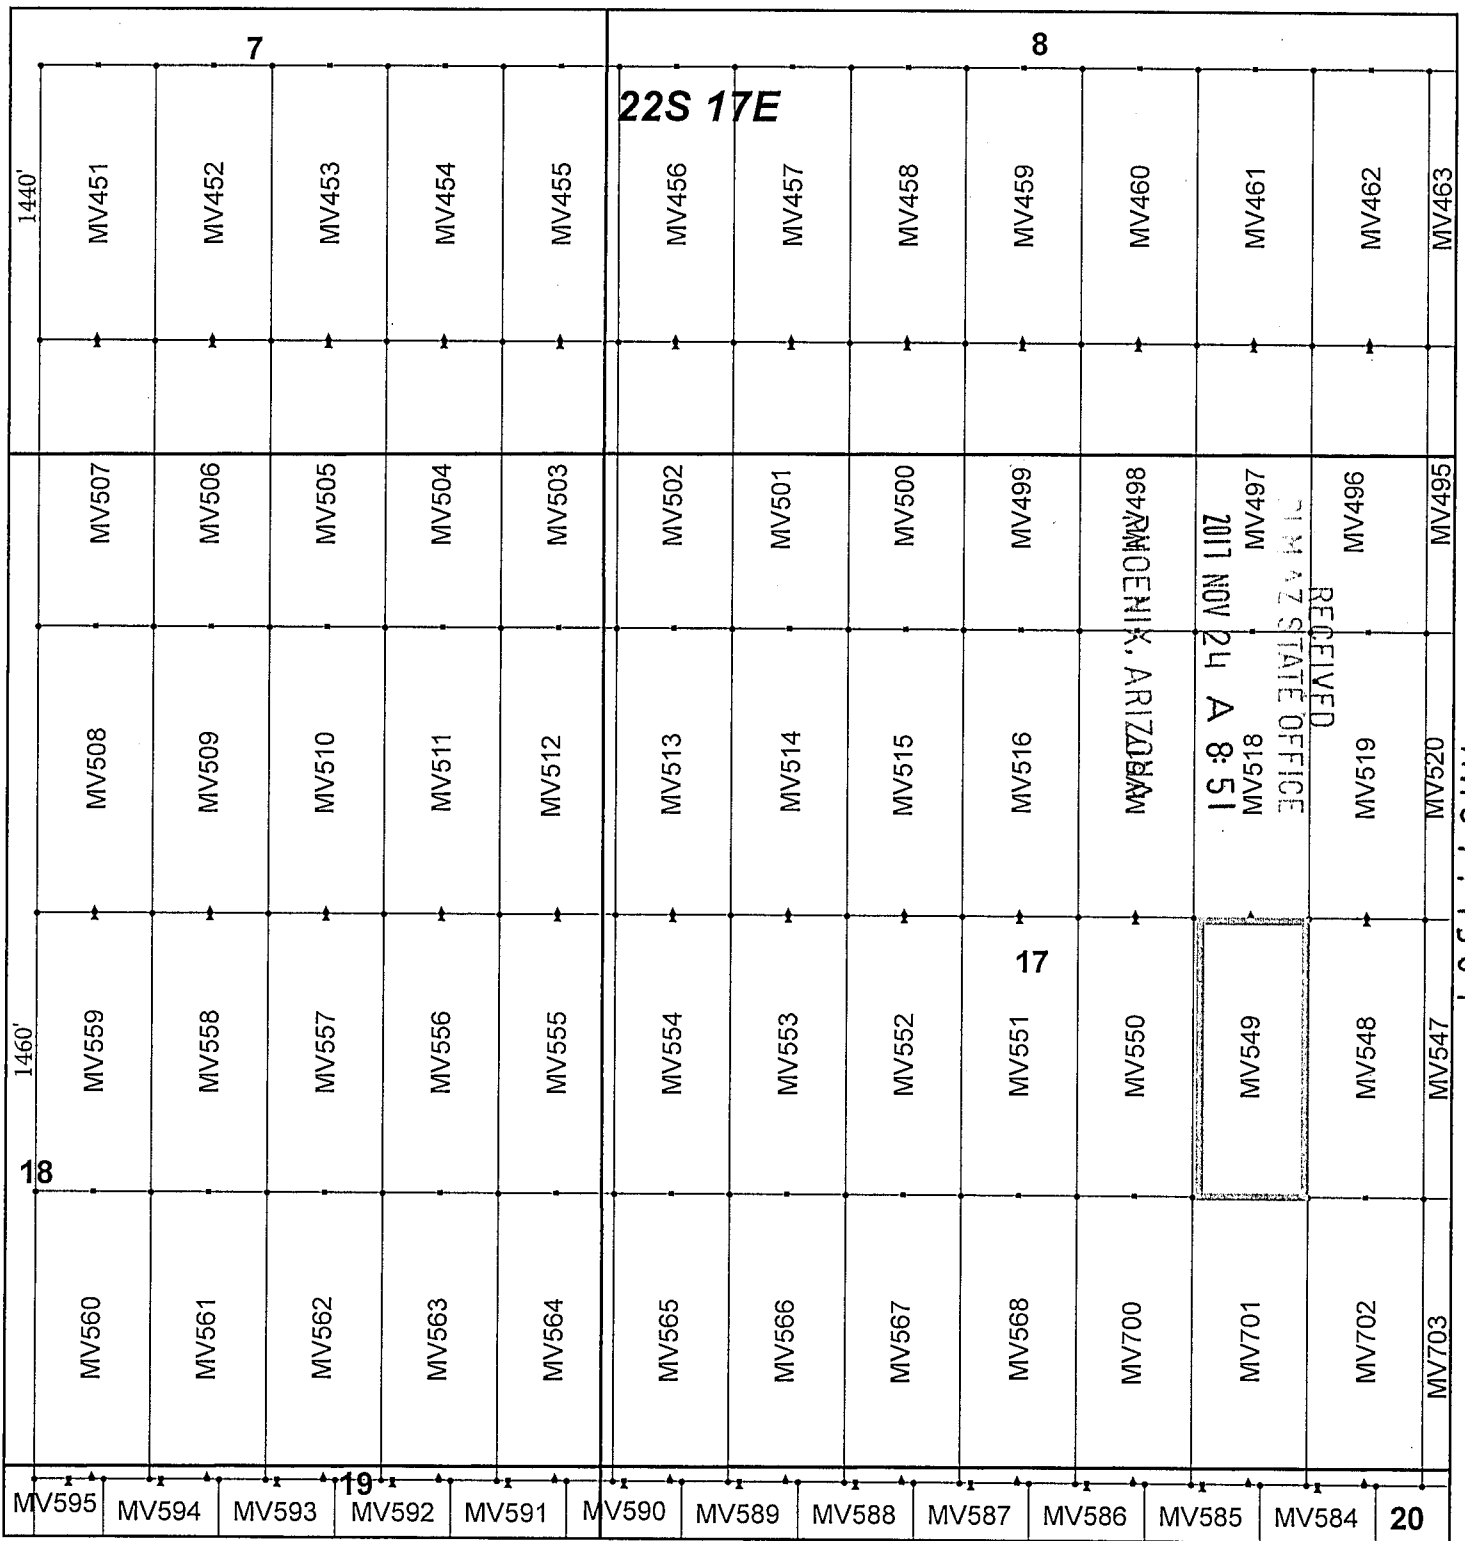 7 8
22S 17E
1440' MV451 MV452 MV453 MV454 MV455 MV456 MV457 MV458 MV459 MV460 MV461 MV462 MV463
MV507 MV506 MV505 MV504 MV503 MV502 MV501 MV500 MV499 MV498 MV497 MV496 MV495
RECEIVED
AZ STATE OFFICE
2017 NOV 24 A 8:51
PHOENIX, ARIZONA
MV508 MV509 MV510 MV511 MV512 MV513 MV514 MV515 MV516 MV518 MV519 MV520
17
1460' MV559 MV558 MV557 MV556 MV555 MV554 MV553 MV552 MV551 MV550 MV549 MV548 MV547
18
MV560 MV561 MV562 MV563 MV564 MV565 MV566 MV567 MV568 MV700 MV701 MV702 MV703
19
MV595 MV594 MV593 MV592 MV591 MV590 MV589 MV588 MV587 MV586 MV585 MV584 20